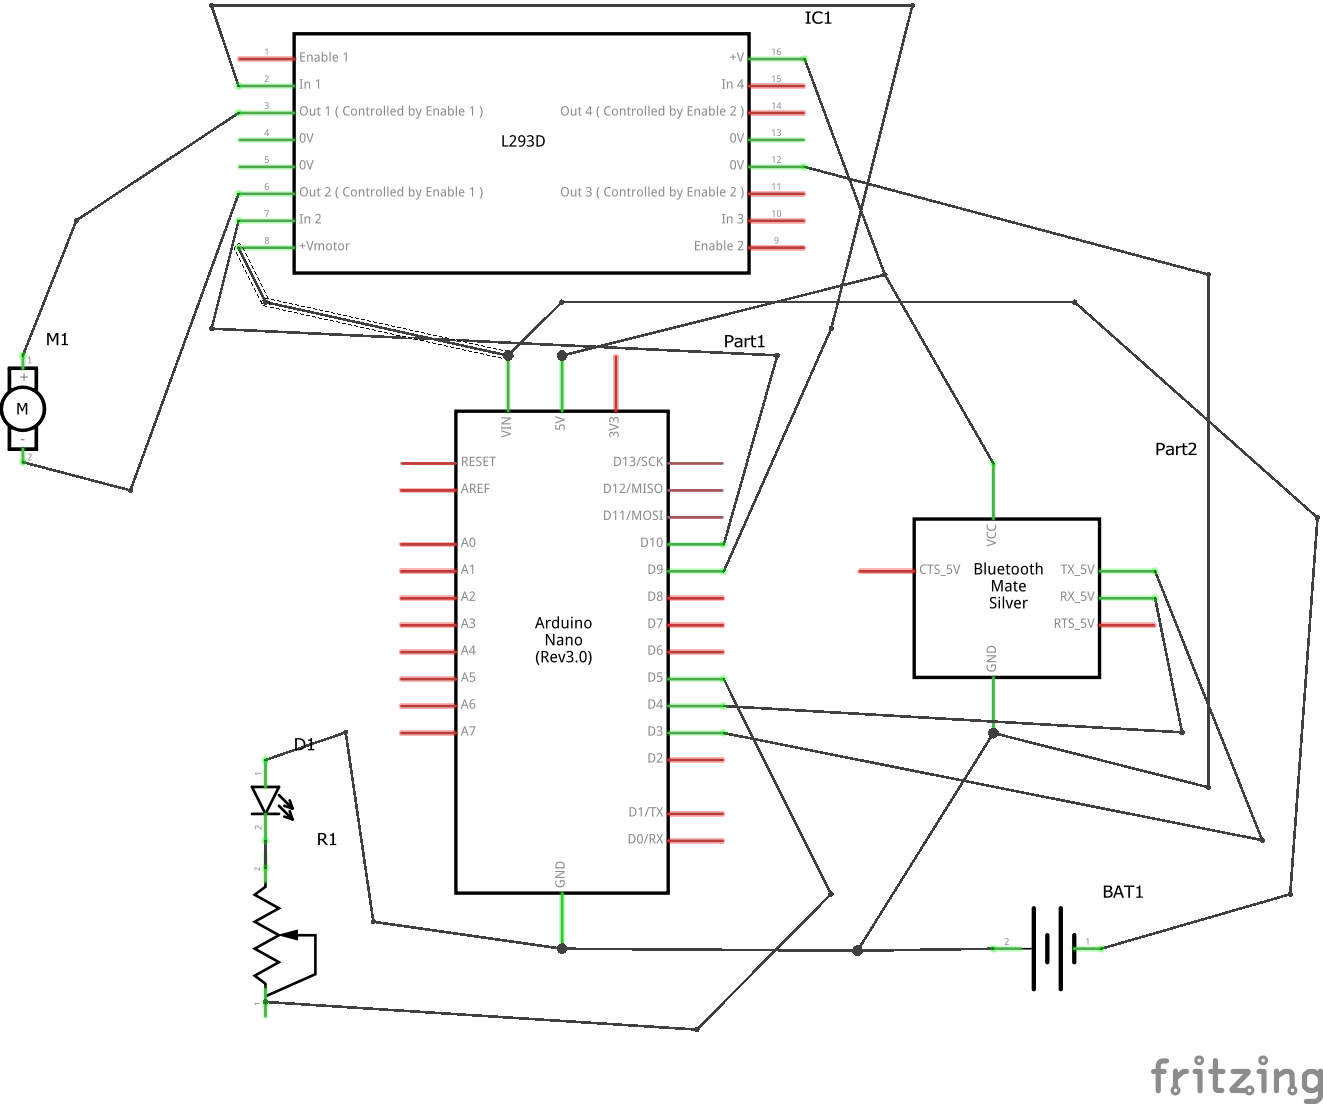 IC1
1 Enable 1 +V 16
2 In 1 In 4 15
3 Out 1 ( Controlled by Enable 1 ) Out 4 ( Controlled by Enable 2 ) 14
4 0V 0V 13
L293D
5 0V 0V 12
6 Out 2 ( Controlled by Enable 1 ) Out 3 ( Controlled by Enable 2 ) 11
7 In 2 In 3 10
8 +Vmotor Enable 2 9
M1
1
+
M
-
2
Part1
VIN 5V 3V3
RESET D13/SCK
AREF D12/MISO
D11/MOSI
A0 D10
A1 D9
A2 D8
A3 D7
Arduino
Nano
(Rev3.0)
A4 D6
A5 D5
A6 D4
A7 D3
D2
D1/TX
D0/RX
GND
Part2
VCC
CTS_5V TX_5V
Bluetooth
Mate
Silver
RX_5V
RTS_5V
GND
D1
1
2
R1
2
1
BAT1
2 1
fritzing